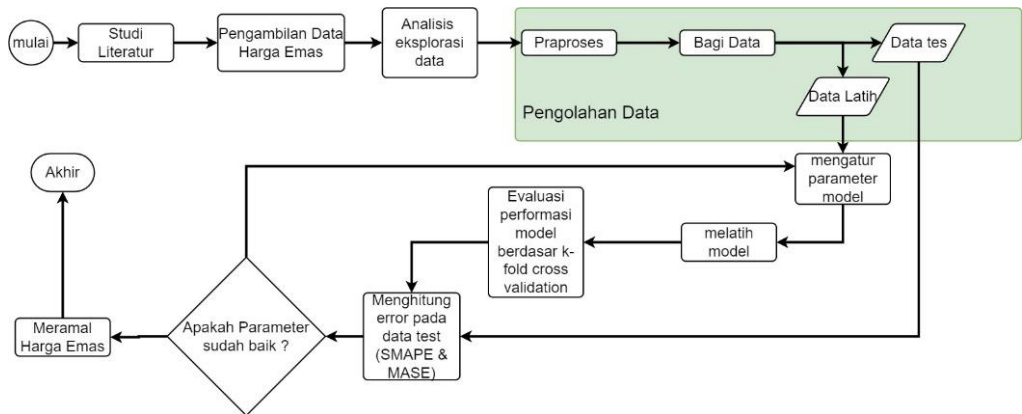 mulai
Studi
Literatur
Pengambilan Data
Harga Emas
Analisis
eksplorasi
data
Praproses
Bagi Data
Data tes
Data Latih
Pengolahan Data
mengatur
parameter
model
melatih
model
Evaluasi
performasi
model
berdasar k-
fold cross
validation
Menghitung
error pada
data test
(SMAPE &
MASE)
Apakah Parameter
sudah baik ?
Meramal
Harga Emas
Akhir